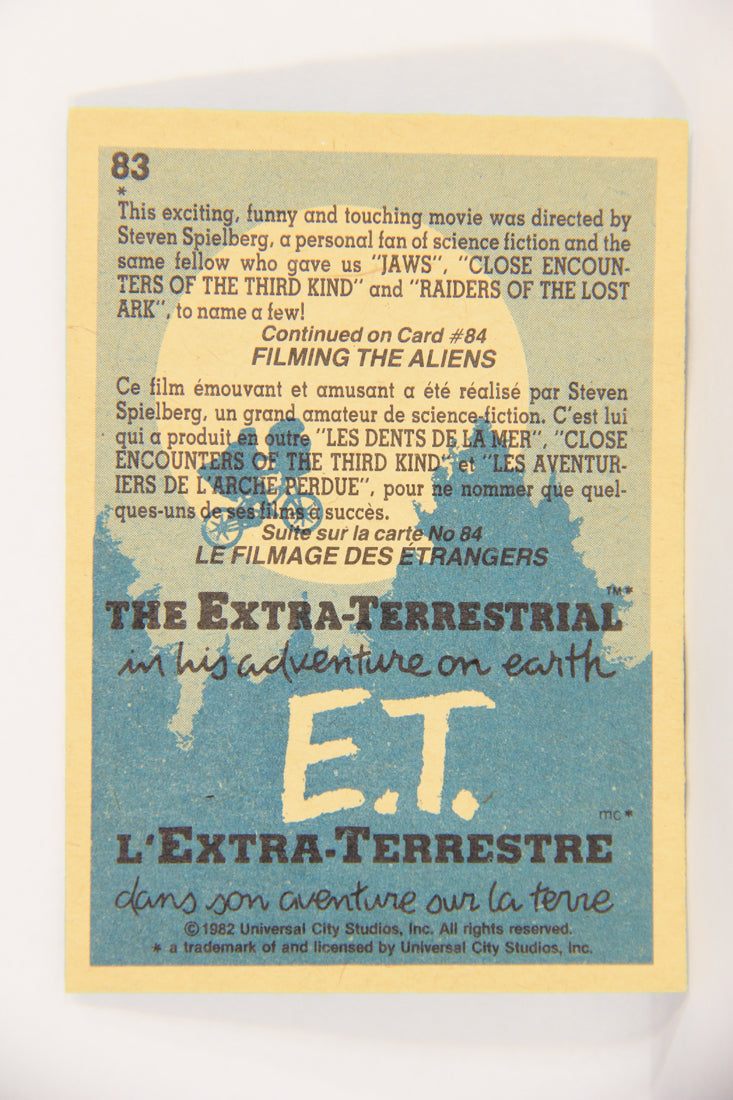 83
*
This exciting, funny and touching movie was directed by
Steven Spielberg, a personal fan of science fiction and the
same fellow who gave us "JAWS", "CLOSE ENCOUN-
TERS OF THE THIRD KIND" and "RAIDERS OF THE LOST
ARK", to name a few!
Continued on Card #84
FILMING THE ALIENS
Ce film émouvant et amusant a été réalisé par Steven
Spielberg, un grand amateur de science-fiction. C'est lui
qui a produit en outre "LES DENTS DE LA MER", "CLOSE
ENCOUNTERS OF THE THIRD KIND" et "LES AVENTUR-
IERS DE L'ARCHE PERDUE", pour ne nommer que quel-
ques-uns de ses films a succès.
Suite sur la carte No 84
LE FILMAGE DES ÉTRANGERS
THE EXTRA-TERRESTRIAL TM*
in his adventure on earth
E.T.
mc*
L'EXTRA-TERRESTRE
dans son aventure sur la terre
©1982 Universal City Studios, Inc. All rights reserved.
* a trademark of and licensed by Universal City Studios, Inc.